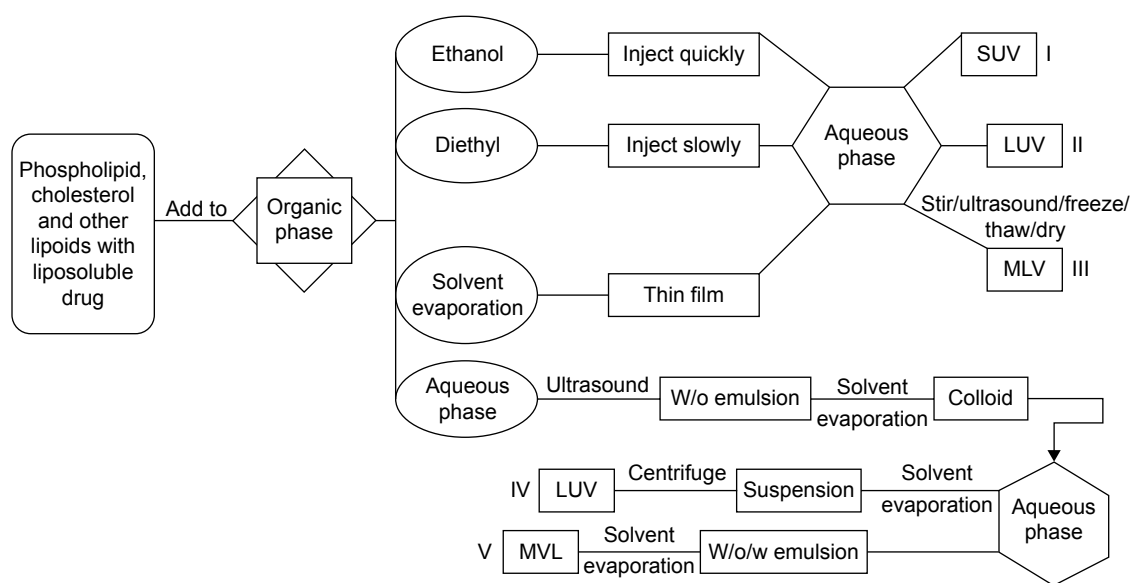 Phospholipid,
cholesterol
and other
lipoids with
liposoluble
drug
Add to
Organic
phase
Ethanol
Inject quickly
Diethyl
Inject slowly
Solvent
evaporation
Thin film
Aqueous
phase
SUV I
LUV II
Stir/ultrasound/freeze/
thaw/dry
MLV III
Aqueous
phase
Ultrasound
W/o emulsion
Solvent
evaporation
Colloid
Aqueous
phase
Solvent
evaporation
Suspension
Centrifuge
IV LUV
W/o/w emulsion
Solvent
evaporation
V MVL